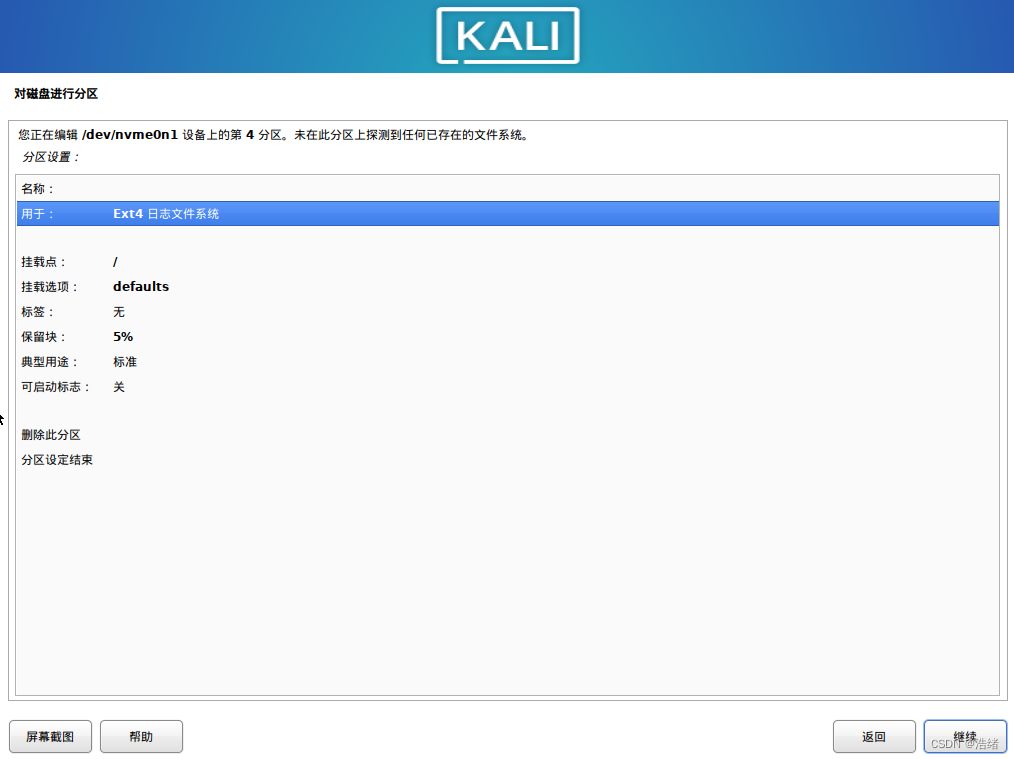 KALI
对磁盘进行分区
您正在编辑 /dev/nvme0n1 设备上的第 4 分区。未在此分区上探测到任何已存在的文件系统。
分区设置：
名称：
用于： Ext4 日志文件系统
挂载点： /
挂载选项： defaults
标签： 无
保留块： 5%
典型用途： 标准
可启动标志： 关
删除此分区
分区设定结束
屏幕截图 帮助 返回 继续
CSDN @浩绪